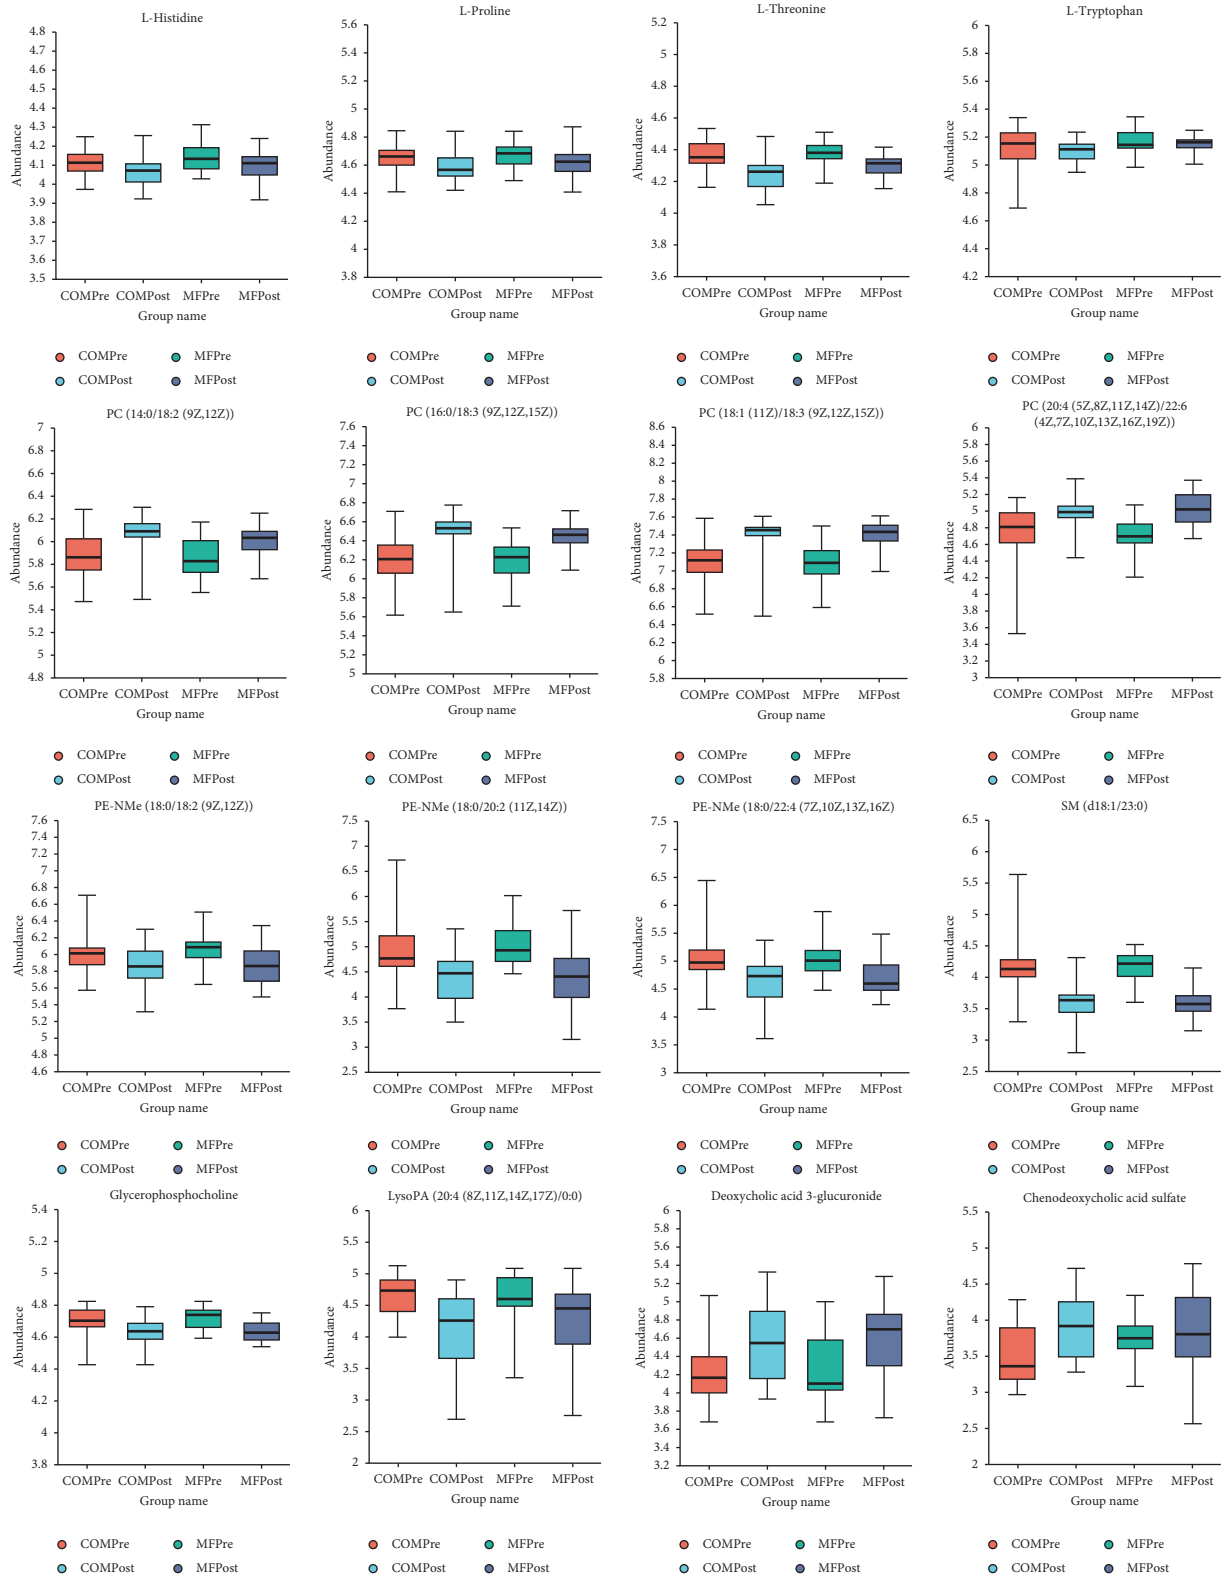 L-Histidine
4.8
4.7
4.6
4.5
4.4
4.3
4.2
4.1
4
3.9
3.8
3.7
3.6
3.5
Abundance
COMPre COMPost MFPre MFPost
Group name
COMPre MFPre
COMPost MFPost
L-Proline
5.6
5.4
5.2
5
4.8
4.6
4.4
4.2
4
3.8
Abundance
COMPre COMPost MFPre MFPost
Group name
COMPre MFPre
COMPost MFPost
L-Threonine
5.2
5
4.8
4.6
4.4
4.2
4
3.8
3.6
Abundance
COMPre COMPost MFPre MFPost
Group name
COMPre MFPre
COMPost MFPost
L-Tryptophan
6
5.8
5.6
5.4
5.2
5
4.8
4.6
4.4
4.2
Abundance
COMPre COMPost MFPre MFPost
Group name
COMPre MFPre
COMPost MFPost
PC (14:0/18:2 (9Z,12Z))
7
6.8
6.6
6.4
6.2
6
5.8
5.6
5.4
5.2
5
4.8
Abundance
COMPre COMPost MFPre MFPost
Group name
COMPre MFPre
COMPost MFPost
PC (16:0/18:3 (9Z,12Z,15Z))
7.6
7.4
7.2
7
6.8
6.6
6.4
6.2
6
5.8
5.6
5.4
5.2
5
Abundance
COMPre COMPost MFPre MFPost
Group name
COMPre MFPre
COMPost MFPost
PC (18:1 (11Z)/18:3 (9Z,12Z,15Z))
8.6
8.4
8.2
8
7.8
7.6
7.4
7.2
7
6.8
6.6
6.4
6.2
6
5.8
Abundance
COMPre COMPost MFPre MFPost
Group name
COMPre MFPre
COMPost MFPost
PC (20:4 (5Z,8Z,11Z,14Z)/22:6
(4Z,7Z,10Z,13Z,16Z,19Z))
6
5.8
5.6
5.4
5.2
5
4.8
4.6
4.4
4.2
4
3.8
3.6
3.4
3.2
3
Abundance
COMPre COMPost MFPre MFPost
Group name
COMPre MFPre
COMPost MFPost
PE-NMe (18:0/18:2 (9Z,12Z))
7.6
7.4
7.2
7
6.8
6.6
6.4
6.2
6
5.8
5.6
5.4
5.2
5
4.8
4.6
Abundance
COMPre COMPost MFPre MFPost
Group name
COMPre MFPre
COMPost MFPost
PE-NMe (18:0/20:2 (11Z,14Z))
7.5
7
6.5
6
5.5
5
4.5
4
3.5
3
2.5
Abundance
COMPre COMPost MFPre MFPost
Group name
COMPre MFPre
COMPost MFPost
PE-NMe (18:0/22:4 (7Z,10Z,13Z,16Z)
7.5
7
6.5
6
5.5
5
4.5
4
3.5
3
Abundance
COMPre COMPost MFPre MFPost
Group name
COMPre MFPre
COMPost MFPost
SM (d18:1/23:0)
6.5
6
5.5
5
4.5
4
3.5
3
2.5
Abundance
COMPre COMPost MFPre MFPost
Group name
COMPre MFPre
COMPost MFPost
Glycerophosphocholine
5.4
5..2
5
4.8
4.6
4.4
4.2
4
3.8
Abundance
COMPre COMPost MFPre MFPost
Group name
COMPre MFPre
COMPost MFPost
LysoPA (20:4 (8Z,11Z,14Z,17Z)/0:0)
6
5.5
5
4.5
4
3.5
3
2.5
2
Abundance
COMPre COMPost MFPre MFPost
Group name
COMPre MFPre
COMPost MFPost
Deoxycholic acid 3-glucuronide
6
5.8
5.6
5.4
5.2
5
4.8
4.6
4.4
4.2
4
3.8
3.6
3.4
3.2
Abundance
COMPre COMPost MFPre MFPost
Group name
COMPre MFPre
COMPost MFPost
Chenodeoxycholic acid sulfate
5.5
5
4.5
4
3.5
3
2.5
2
Abundance
COMPre COMPost MFPre MFPost
Group name
COMPre MFPre
COMPost MFPost